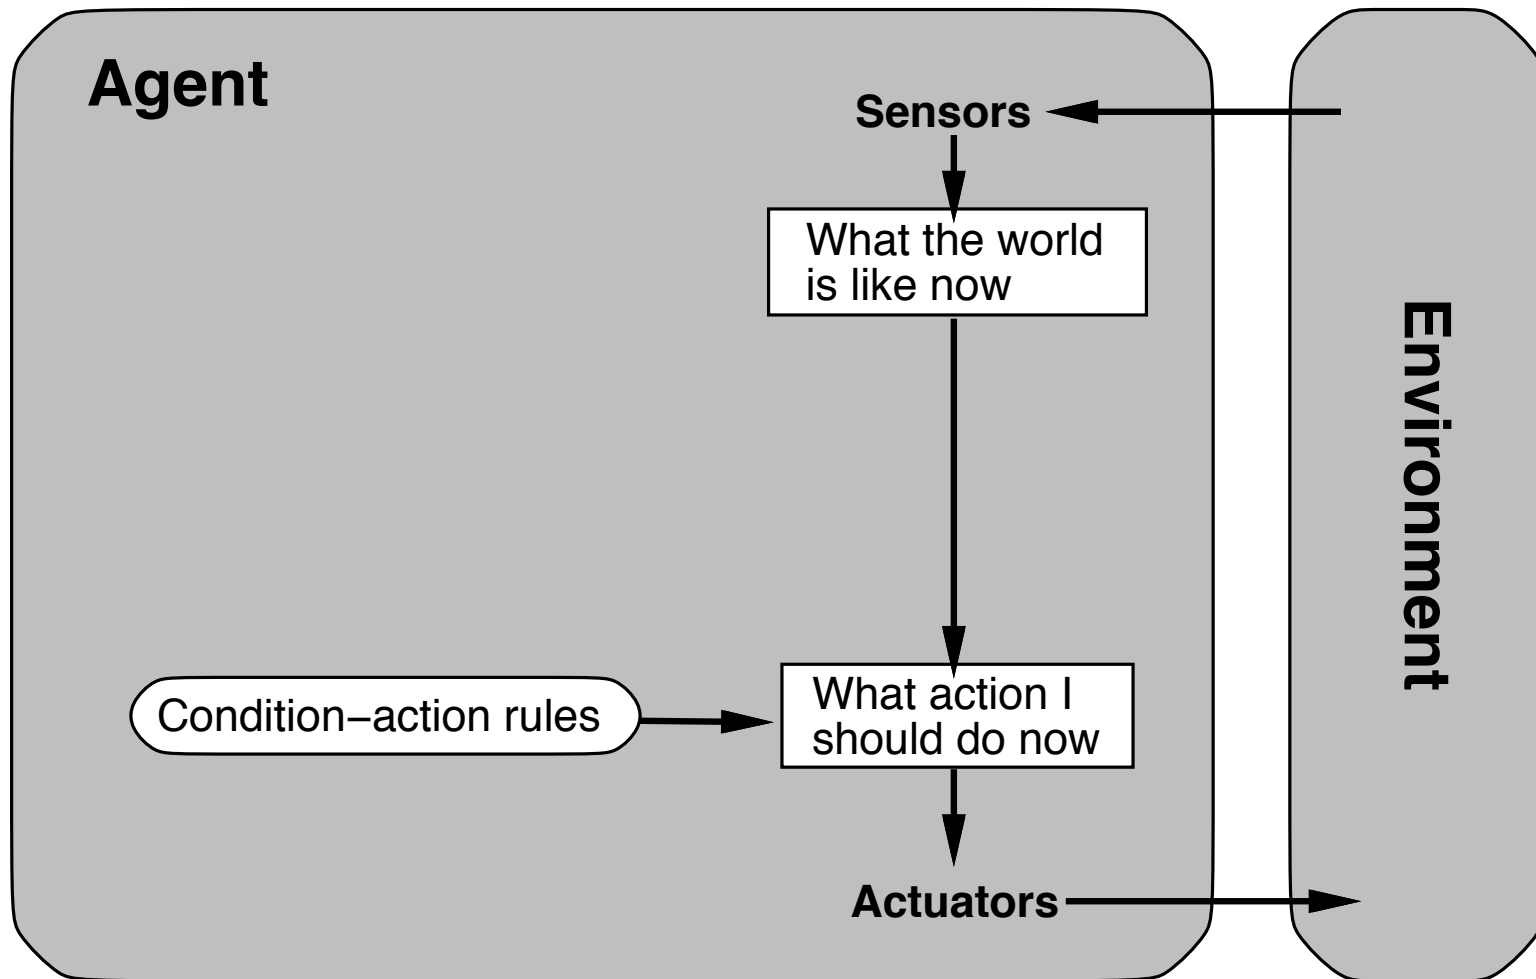 Agent
Sensors
What the world
is like now
Environment
Condition–action rules
What action I
should do now
Actuators